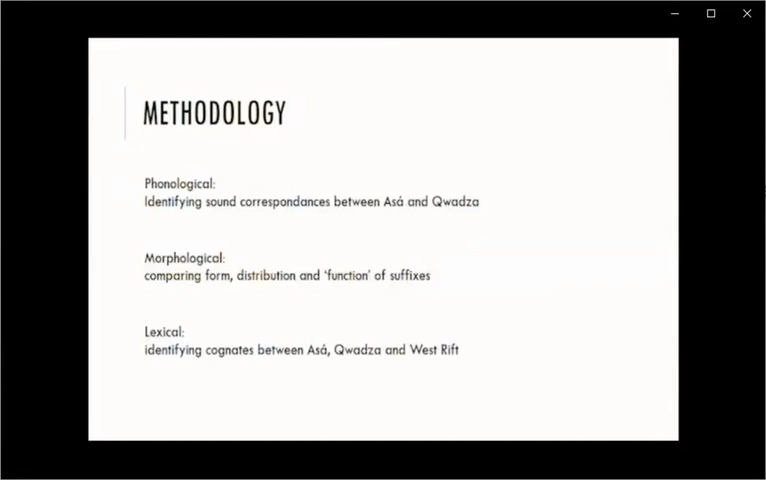 METHODOLOGY
Phonological:
Identifying sound correspondances between Asá and Qwadza
Morphological:
comparing form, distribution and 'function' of suffixes
Lexical:
identifying cognates between Asá, Qwadza and West Rift